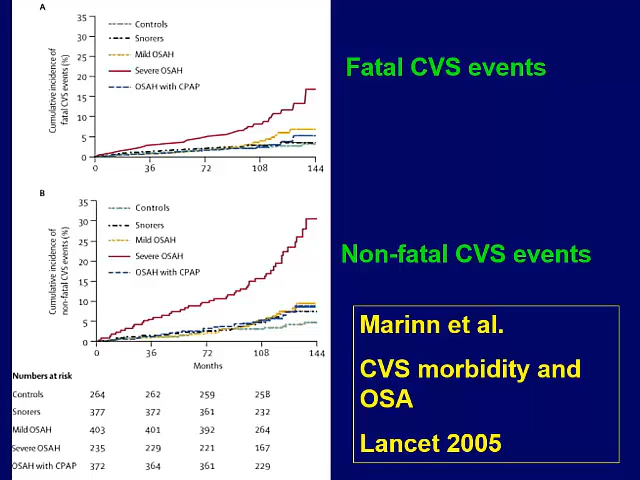 A
35
30
25
20
15
10
5
0
Cumulative incidence of
fatal CVS events (%)
Controls
Snorers
Mild OSAH
Severe OSAH
OSAH with CPAP
0 36 72 108 144
Fatal CVS events
B
35
30
25
20
15
10
5
0
Cumulative incidence of
non-fatal CVS events (%)
Controls
Snorers
Mild OSAH
Severe OSAH
OSAH with CPAP
0 36 72 108 144
Months
Non-fatal CVS events
Numbers at risk
Controls 264 262 259 258
Snorers 377 372 361 232
Mild OSAH 403 401 392 264
Severe OSAH 235 229 221 167
OSAH with CPAP 372 364 361 229
Marinn et al.
CVS morbidity and
OSA
Lancet 2005